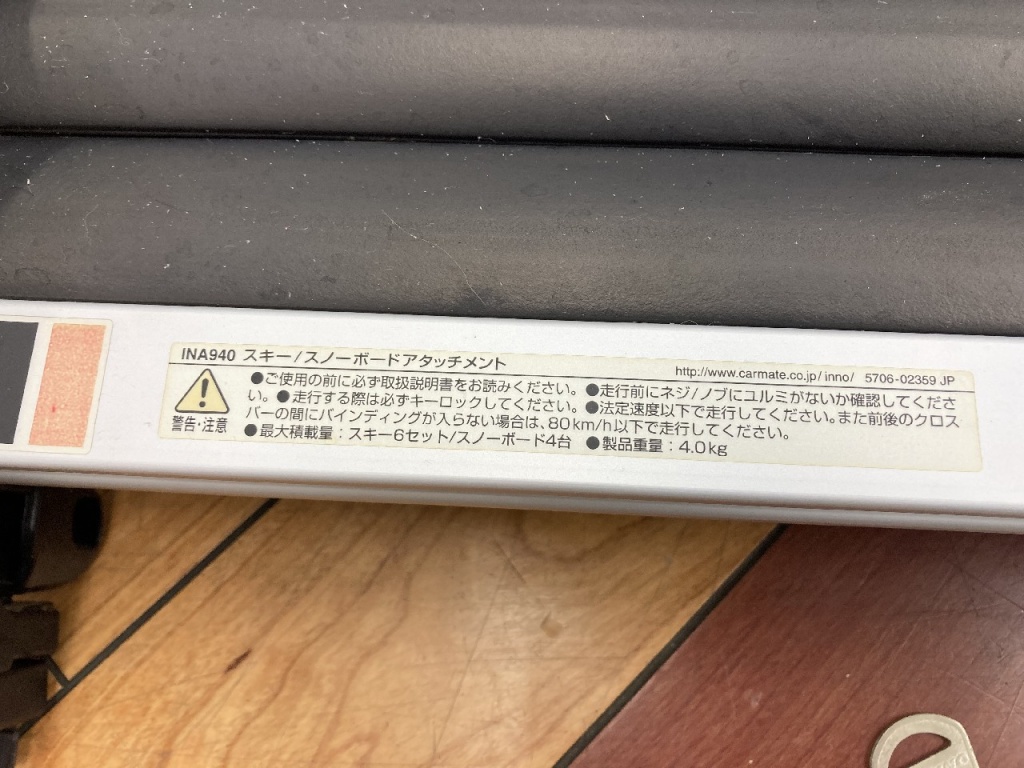 INA940 スキー/スノーボードアタッチメント http://www.carmate.co.jp/inno/ 5706-02359 JP
警告・注意
●ご使用の前に必ず取扱説明書をお読みください。●走行前にネジ/ノブにユルミがないか確認してくださ
い。●走行する際は必ずキーロックしてください。●法定速度以下で走行してください。また前後のクロス
バーの間にバインディングが入らない場合は、80km/h以下で走行してください。
●最大積載量：スキー6セット/スノーボード4台 ●製品重量：4.0kg